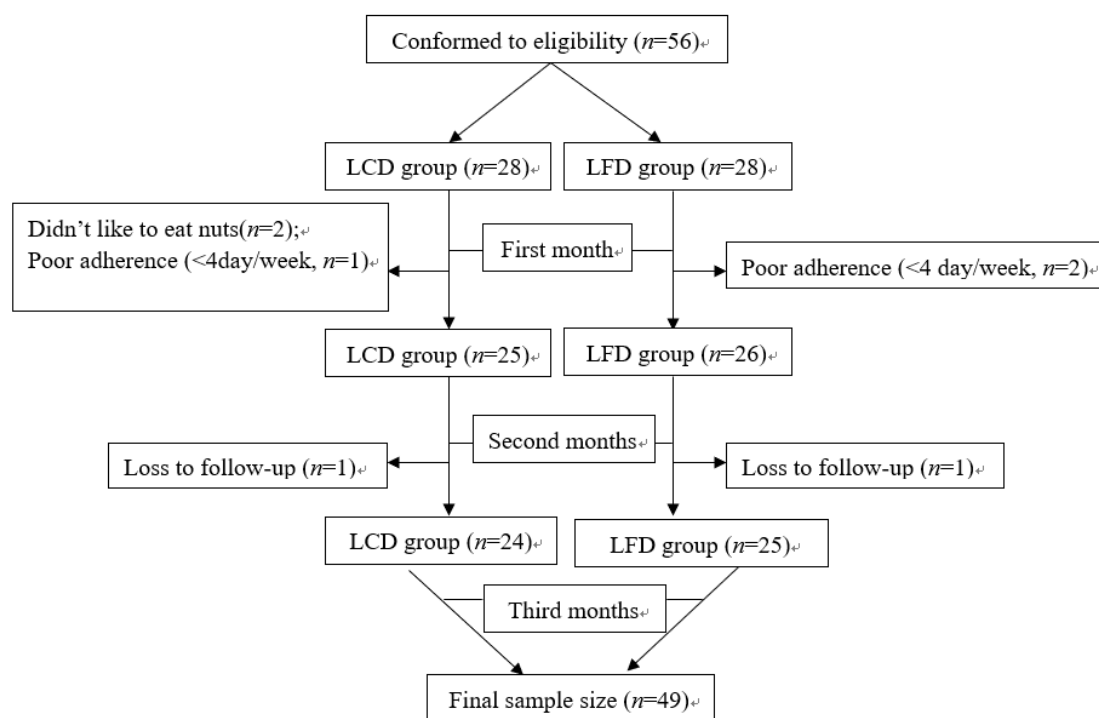 Conformed to eligibility (n=56)↵
LCD group (n=28)↵
LFD group (n=28)↵
Didn't like to eat nuts(n=2);↵
Poor adherence (<4day/week, n=1)↵
First month↵
Poor adherence (<4 day/week, n=2)↵
LCD group (n=25)↵
LFD group (n=26)↵
Second months↵
Loss to follow-up (n=1)↵
Loss to follow-up (n=1)↵
LCD group (n=24)↵
LFD group (n=25)↵
Third months↵
Final sample size (n=49)↵